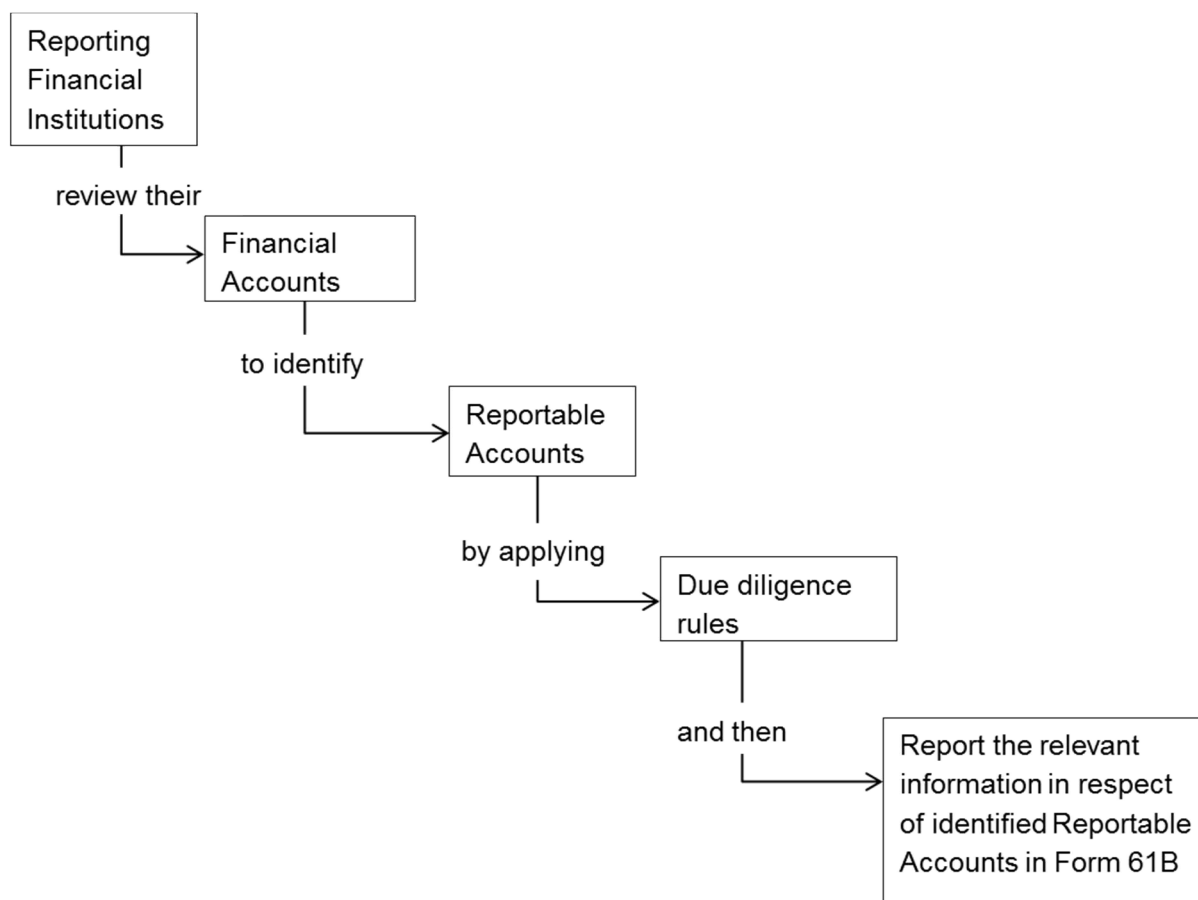 Reporting
Financial
Institutions
review their
Financial
Accounts
to identify
Reportable
Accounts
by applying
Due diligence
rules
and then
Report the relevant
information in respect
of identified Reportable
Accounts in Form 61B